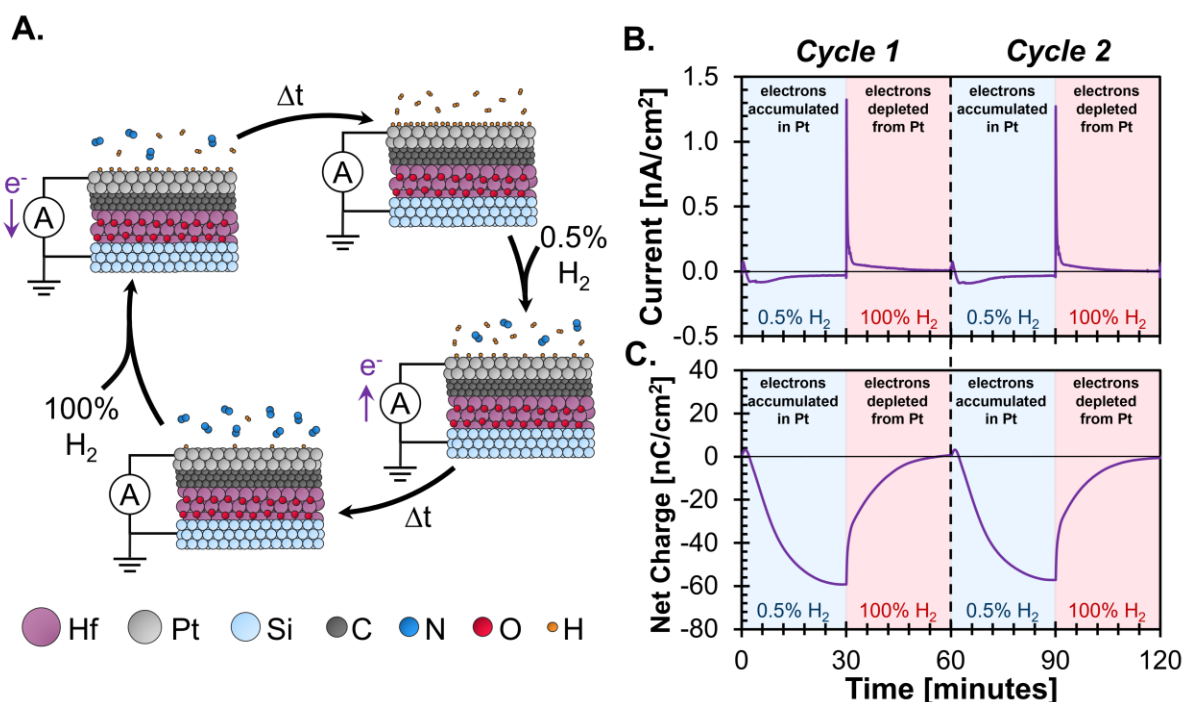 A.
Δt
e-
A
A
0.5%
H2
e-
A
100%
H2
A
Δt
Hf
Pt
Si
C
N
O
H
B.
Cycle 1
Cycle 2
Current [nA/cm2]
1.5
1.0
0.5
0.0
-0.5
electrons
accumulated
in Pt
electrons
depleted
from Pt
electrons
accumulated
in Pt
electrons
depleted
from Pt
0.5% H2
100% H2
0.5% H2
100% H2
C.
Net Charge [nC/cm2]
40
20
0
-20
-40
-60
-80
electrons
accumulated
in Pt
electrons
depleted
from Pt
electrons
accumulated
in Pt
electrons
depleted
from Pt
0.5% H2
100% H2
0.5% H2
100% H2
0
30
60
90
120
Time [minutes]